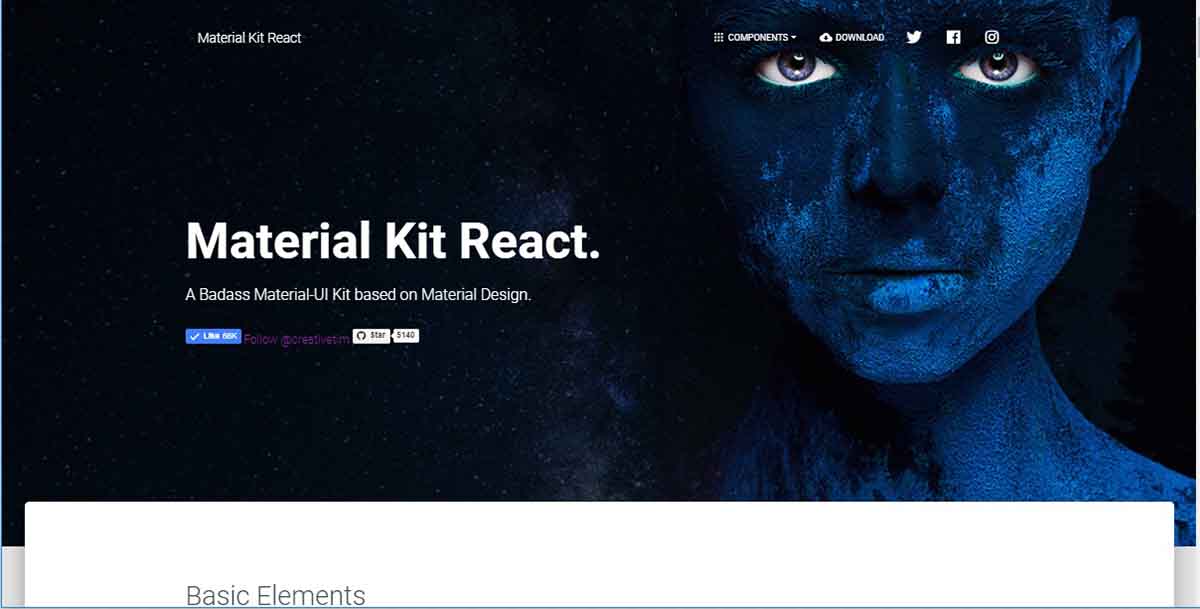 Material Kit React
COMPONENTS
DOWNLOAD
Material Kit React.
A Badass Material-UI Kit based on Material Design.
Like 66K Follow @creativetim Star 5140
Basic Elements